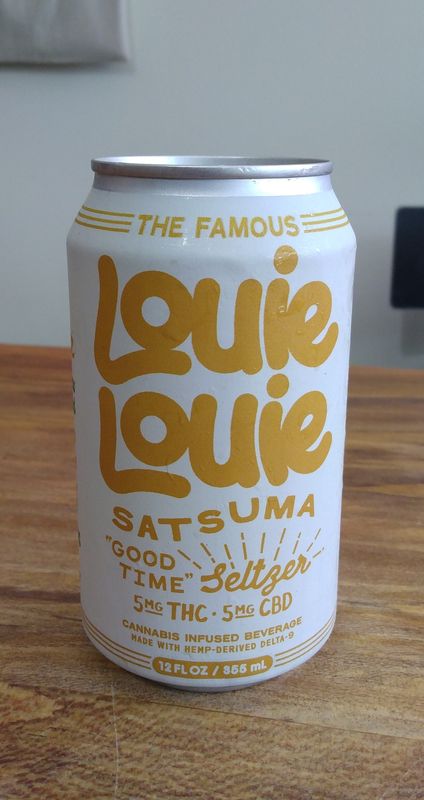 THE FAMOUS
Louie
Louie
SATSUMA
"GOOD
TIME" Seltzer
5MG THC · 5MG CBD
CANNABIS INFUSED BEVERAGE
MADE WITH HEMP-DERIVED DELTA-9
12 FL OZ / 355 mL